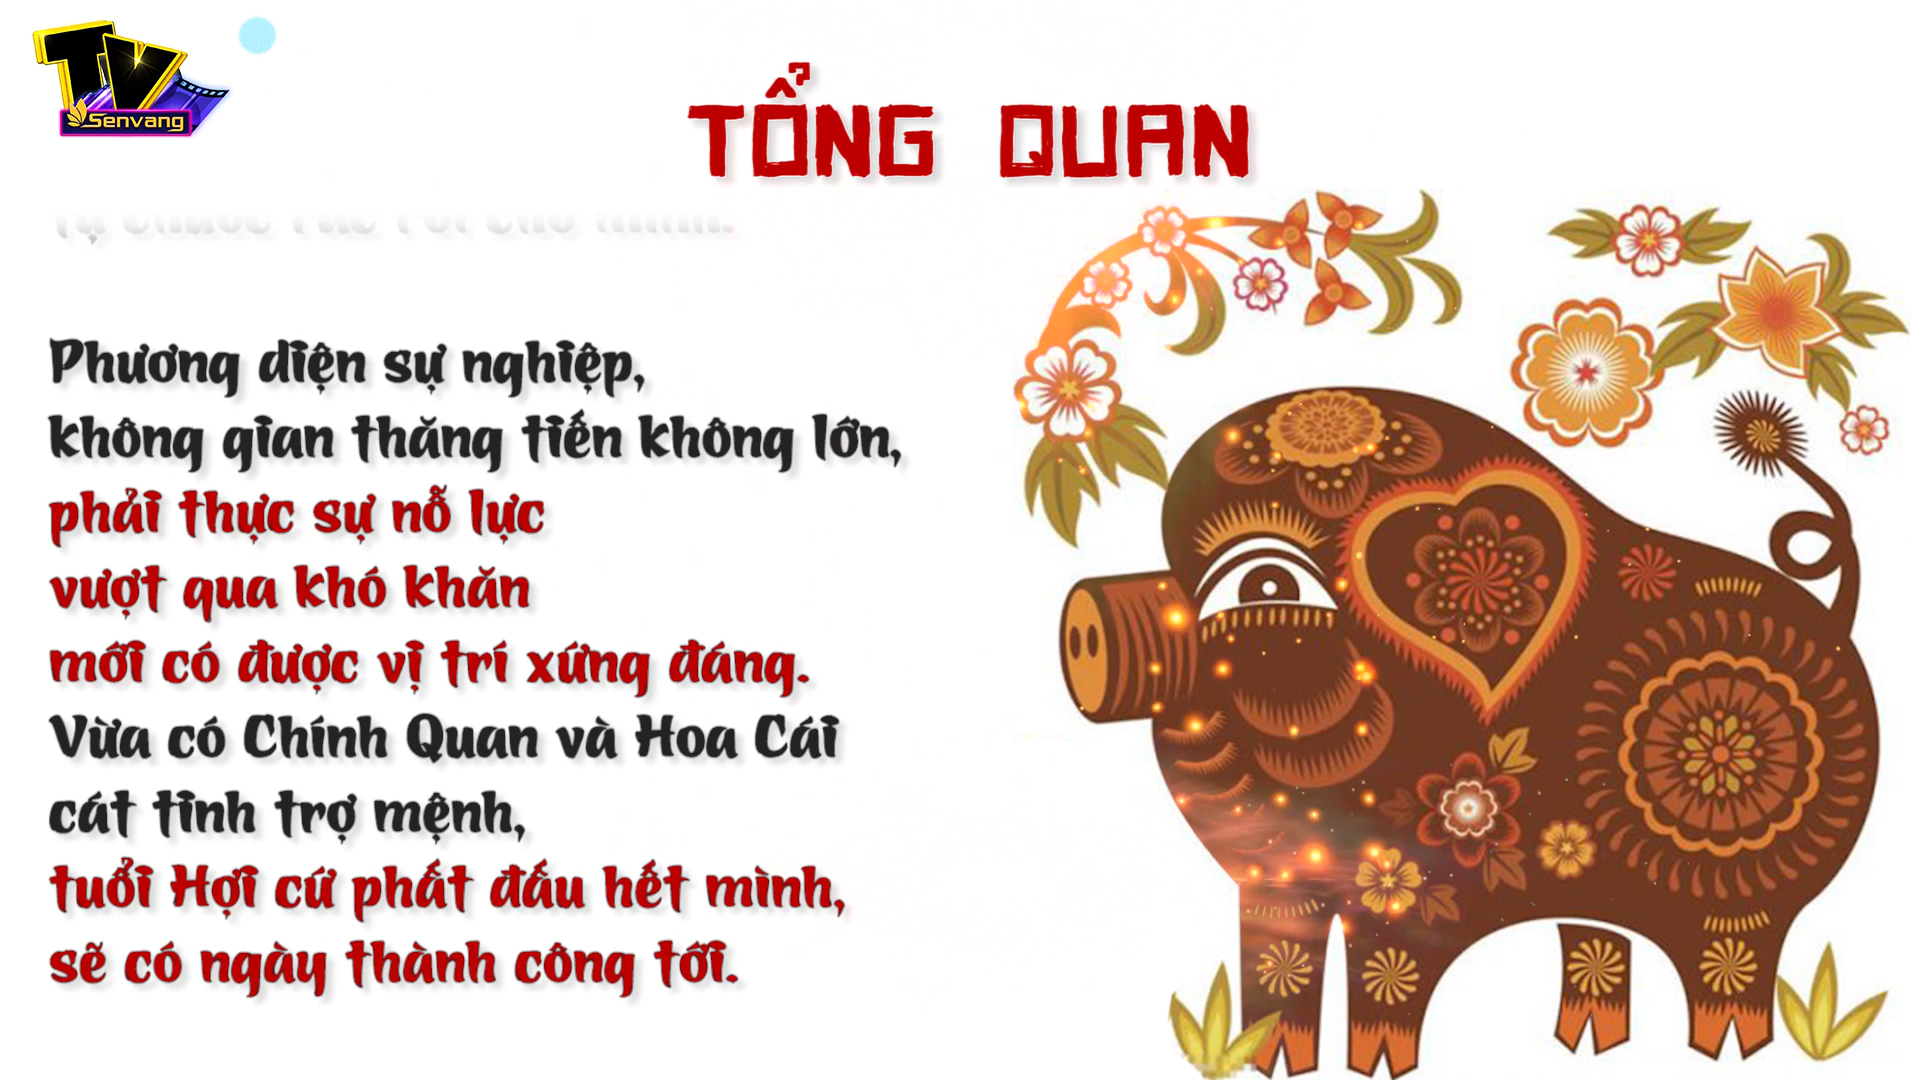 TV
Senvang
TỔNG QUAN
Phương diện sự nghiệp,
không gian thăng tiến không lớn,
phải thực sự nỗ lực
vượt qua khó khăn
mới có được vị trí xứng đáng.
Vừa có Chính Quan và Hoa Cái
cát tinh trợ mệnh,
tuổi Hợi cứ phất đấu hết mình,
sẽ có ngày thành công tới.